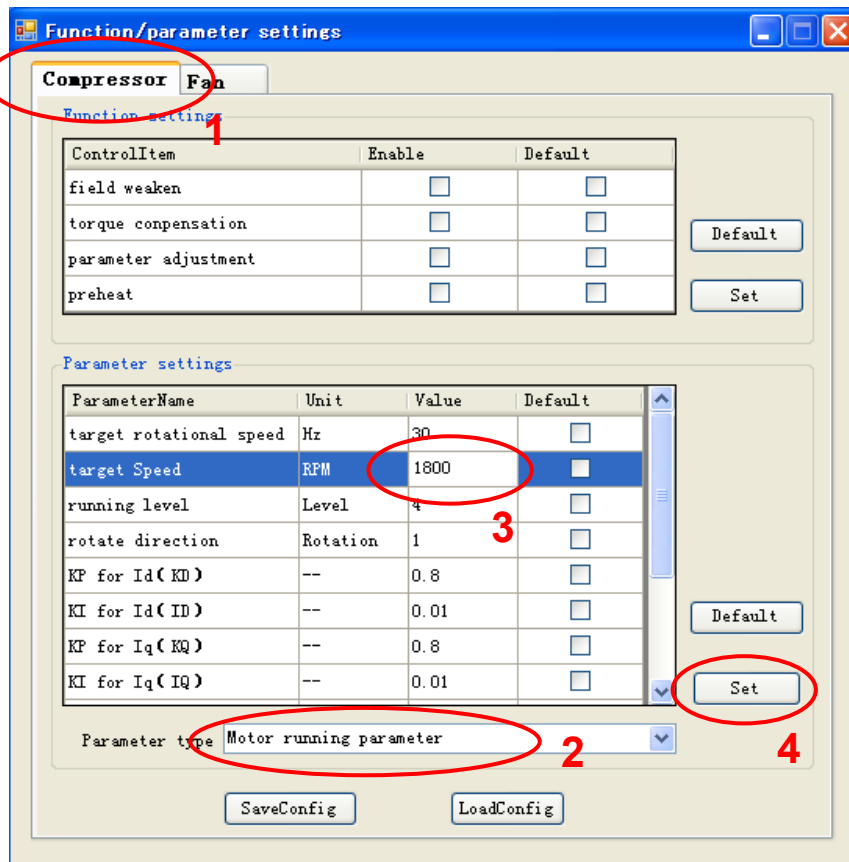 Function/parameter settings
Compressor Fan
1
Function settings
ControlItem Enable Default
field weaken
torque conpensation
parameter adjustment
preheat
Default
Set
Parameter settings
ParameterName Unit Value Default
target rotational speed Hz 30
target Speed RPM 1800
running level Level 4
3
rotate direction Rotation 1
KP for Id(KD) -- 0.8
KI for Id(ID) -- 0.01
KP for Iq(KQ) -- 0.8
KI for Iq(IQ) -- 0.01
Default
Set
4
Parameter type Motor running parameter
2
SaveConfig LoadConfig